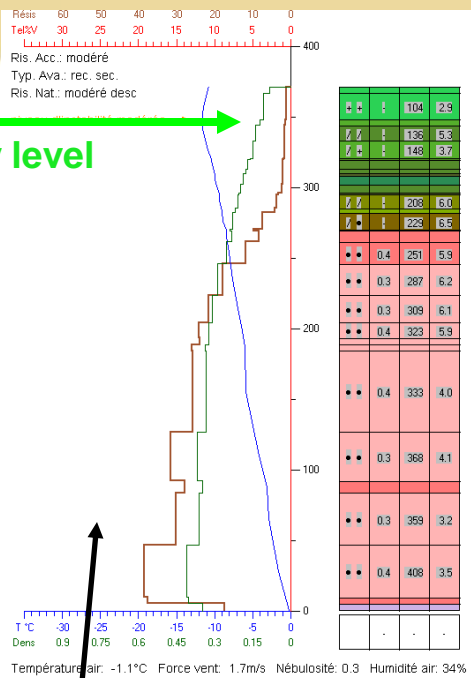 Résis 60 50 40 30 20 10 0
Tel%V 30 25 20 15 10 5 0
400
Ris. Acc.: modéré
Typ. Ava.: rec. sec.
Ris. Nat.: modéré desc
level
+ + - 104 2.9
/ / - 136 5.3
/ + - 148 3.7
300
/ / - 208 6.0
/ • - 229 6.5
• • 0.4 251 5.9
• • 0.3 287 6.2
• • 0.3 309 6.1
200
• • 0.4 323 5.9
• • 0.4 333 4.0
• • 0.3 368 4.1
100
• • 0.3 359 3.2
• • 0.4 408 3.5
0
- - -
T °C -30 -25 -20 -15 -10 -5 0
Dens 0.9 0.75 0.6 0.45 0.3 0.15 0
Température air: -1.1°C Force vent: 1.7m/s Nébulosité: 0.3 Humidité air: 34%